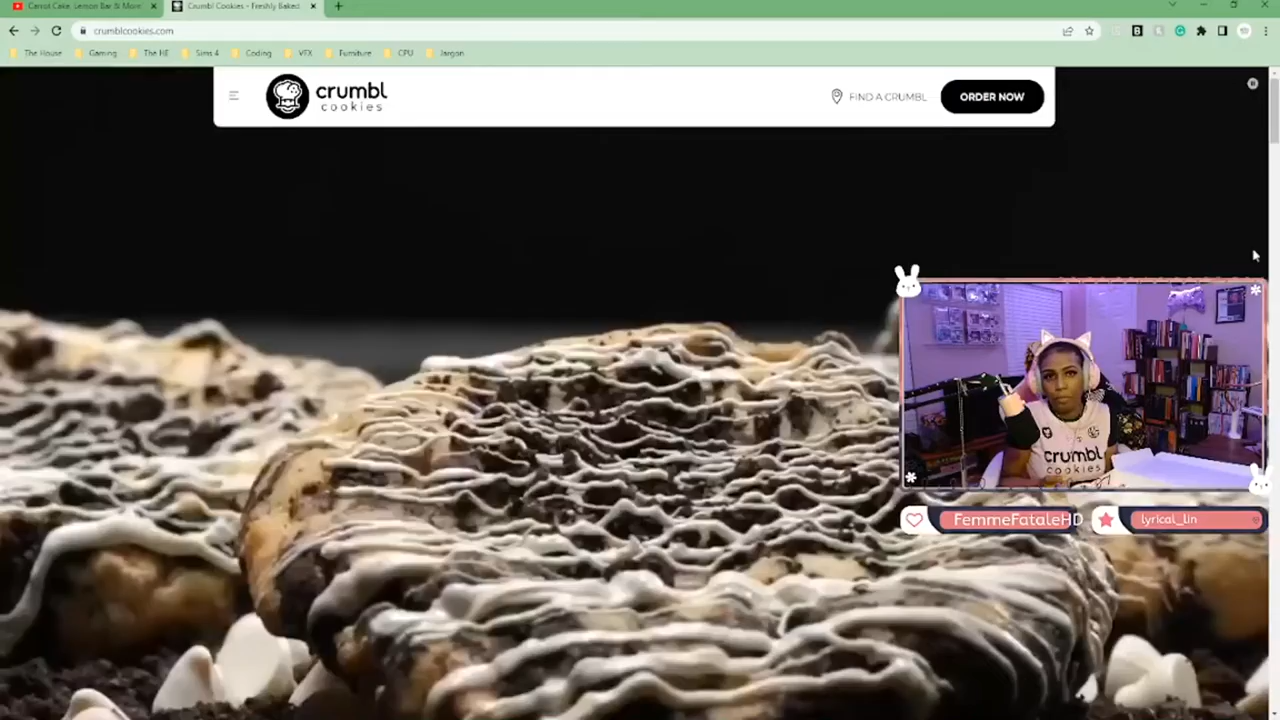 Carrot Cake, Lemon Bar & More
Crumbl Cookies - Freshly Baked
crumblcookies.com
The House
Gaming
The HE
Sims 4
Coding
VFX
Furniture
CPU
Jargon
crumbl
cookies
FIND A CRUMBL
ORDER NOW
crumbl
cookies
FemmeFataleHD
lyrical_lin